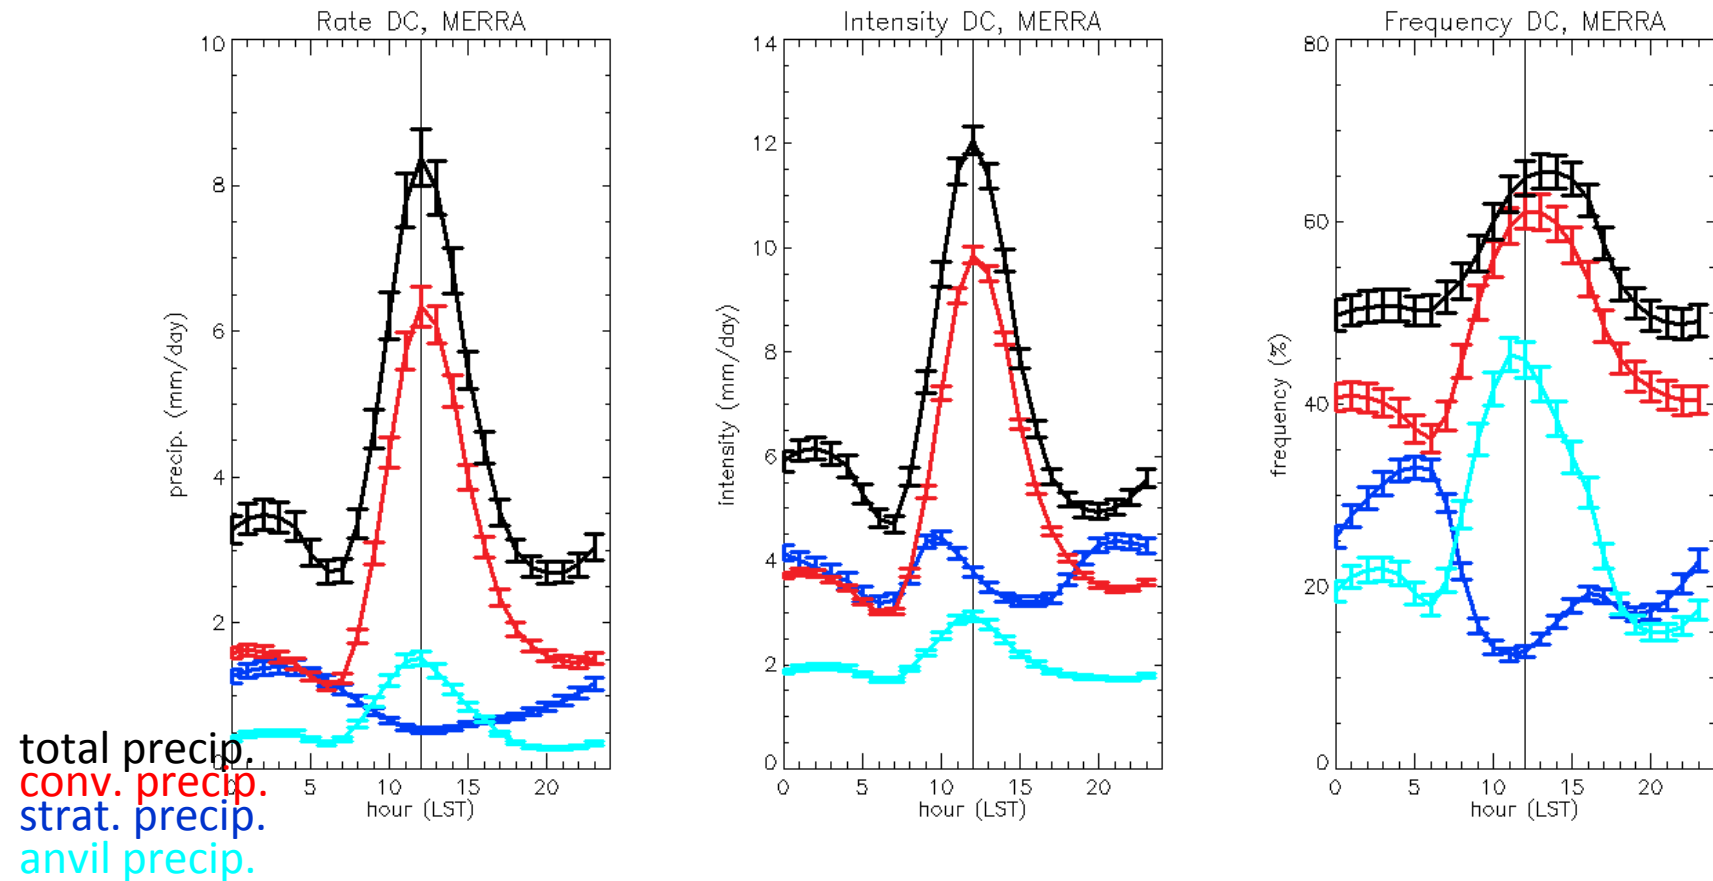 Rate DC, MERRA
10
8
6
4
2
0
precip. (mm/day)
0 5 10 15 20
hour (LST)
Intensity DC, MERRA
14
12
10
8
6
4
2
0
intensity (mm/day)
0 5 10 15 20
hour (LST)
Frequency DC, MERRA
80
60
40
20
0
frequency (%)
0 5 10 15 20
hour (LST)
total precip.
conv. precip.
strat. precip.
anvil precip.